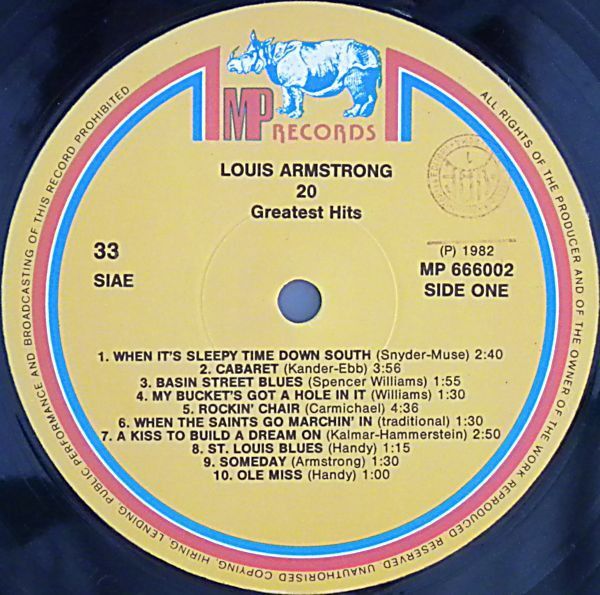 MP RECORDS
LOUIS ARMSTRONG
20
Greatest Hits
33
SIAE
(P) 1982
MP 666002
SIDE ONE
1. WHEN IT'S SLEEPY TIME DOWN SOUTH (Snyder-Muse) 2:40
2. CABARET (Kander-Ebb) 3:56
3. BASIN STREET BLUES (Spencer Williams) 1:55
4. MY BUCKET'S GOT A HOLE IN IT (Williams) 1:30
5. ROCKIN' CHAIR (Carmichael) 4:36
6. WHEN THE SAINTS GO MARCHIN' IN (traditional) 1:30
7. A KISS TO BUILD A DREAM ON (Kalmar-Hammerstein) 2:50
8. ST. LOUIS BLUES (Handy) 1:15
9. SOMEDAY (Armstrong) 1:30
10. OLE MISS (Handy) 1:00
ALL RIGHTS OF THE PRODUCER AND OF THE OWNER OF THE WORK REPRODUCED RESERVED. UNAUTHORISED COPYING, HIRING, LENDING, PUBLIC PERFORMANCE AND BROADCASTING OF THIS RECORD PROHIBITED